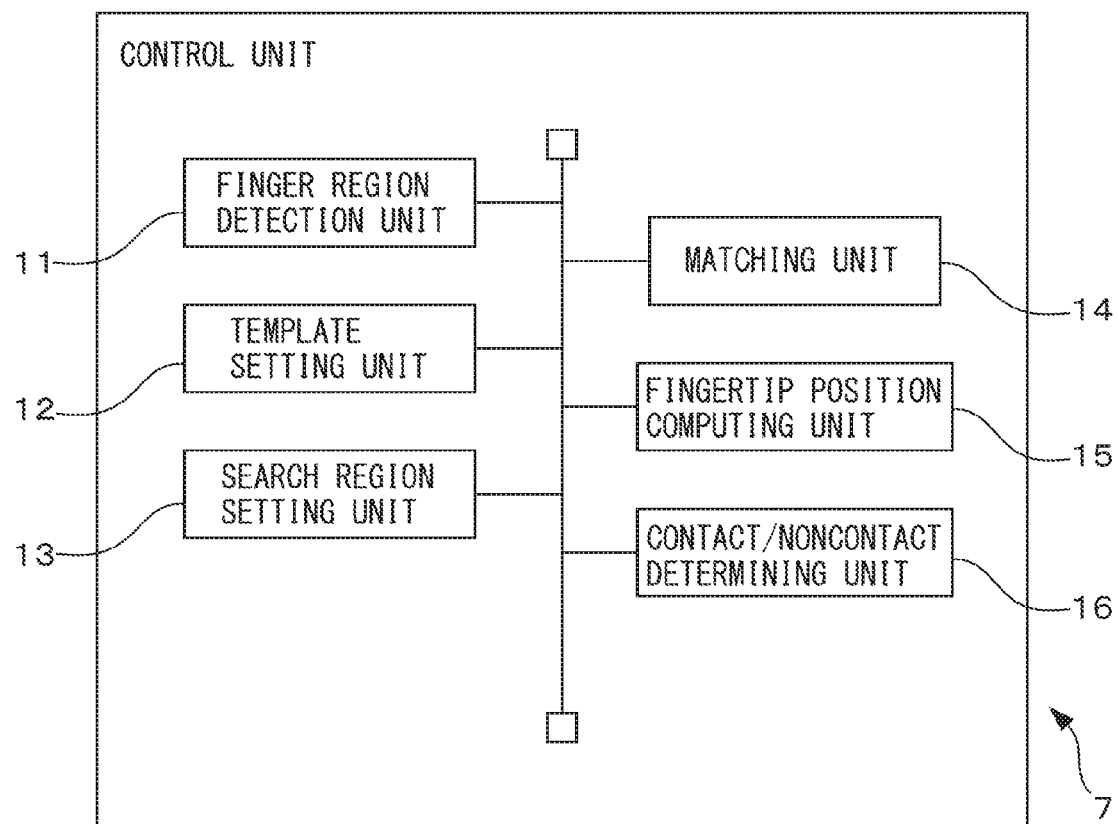 CONTROL UNIT
FINGER REGION
DETECTION UNIT
11
TEMPLATE
SETTING UNIT
12
SEARCH REGION
SETTING UNIT
13
MATCHING UNIT
14
FINGERTIP POSITION
COMPUTING UNIT
15
CONTACT/NONCONTACT
DETERMINING UNIT
16
7